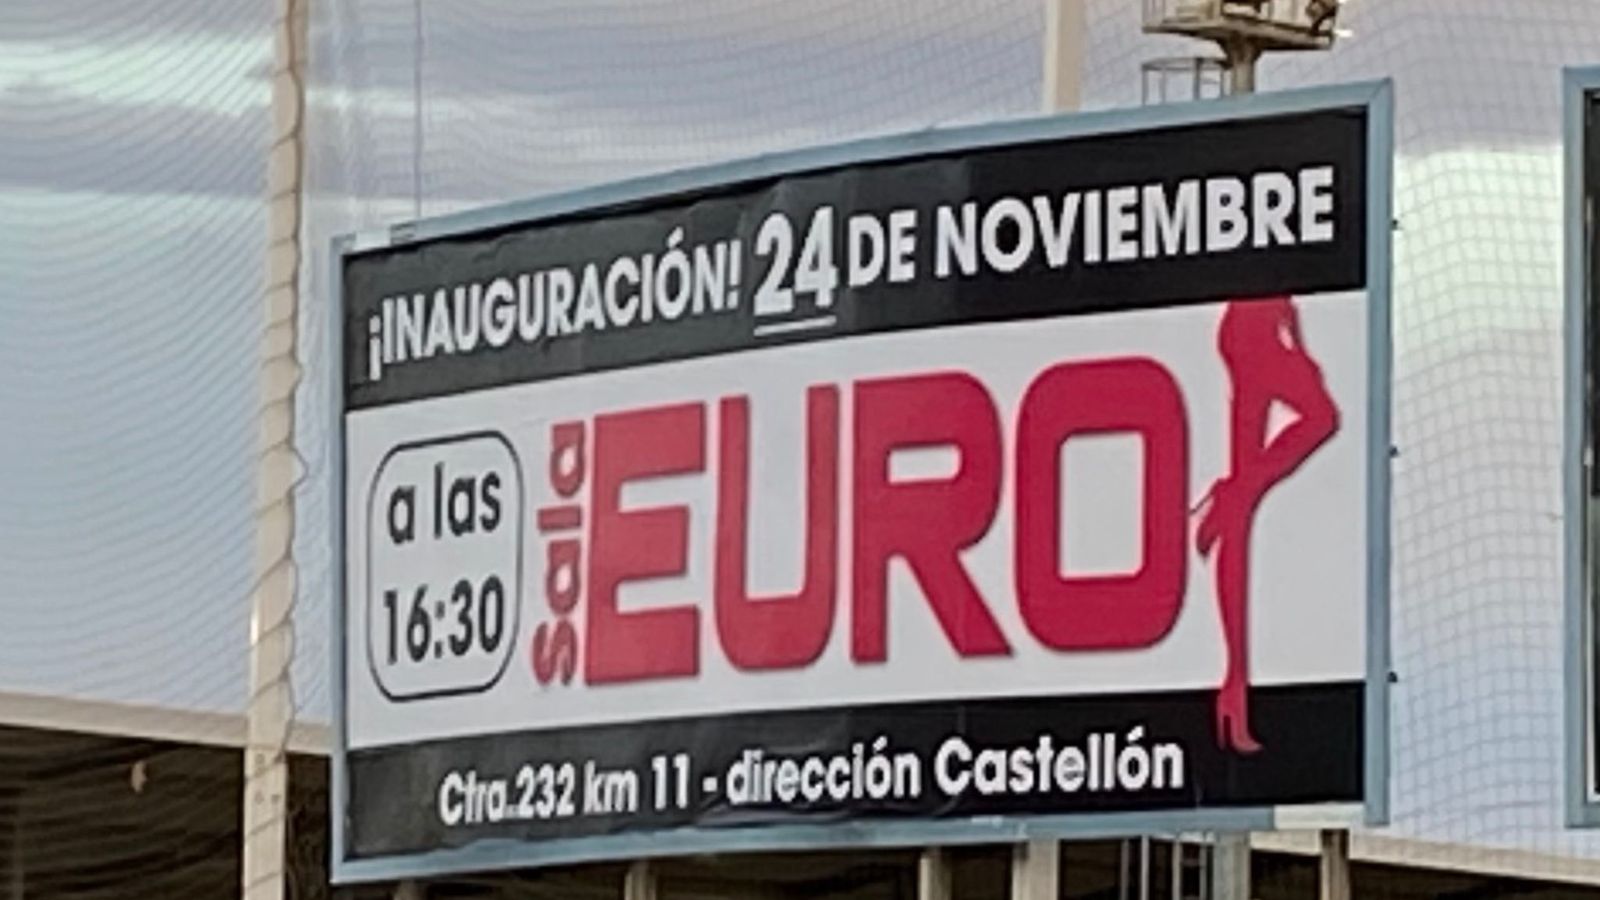 ¡INAUGURACIÓN! 24 DE NOVIEMBRE
a las
16:30
sala EURO
Ctra.232 km 11 - dirección Castellón